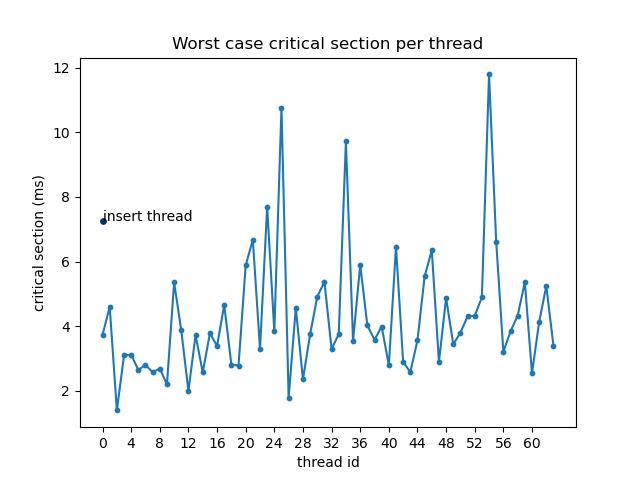 Worst case critical section per thread
critical section (ms)
12
10
8
6
4
2
insert thread
0 4 8 12 16 20 24 28 32 36 40 44 48 52 56 60
thread id